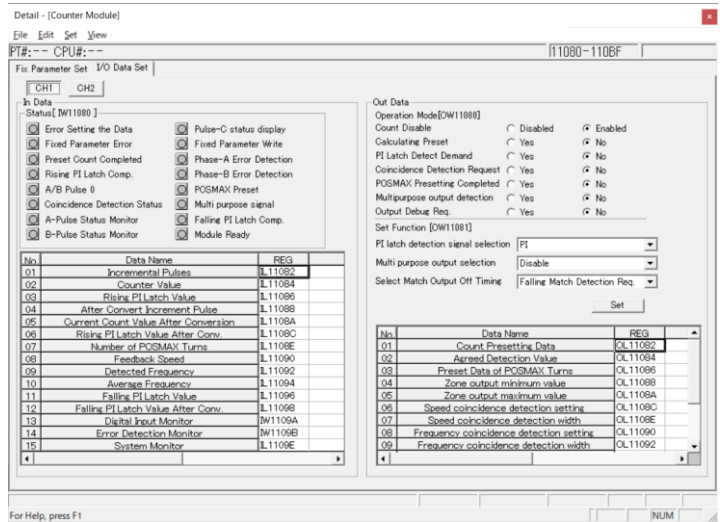 Detail - [Counter Module]
File Edit Set View
PT#:-- CPU#:-- 11080-110BF
Fix Parameter Set I/O Data Set
CH1 CH2
In Data
Status[ IW11080 ]
Error Setting the Data Pulse-C status display
Fixed Parameter Error Fixed Parameter Write
Preset Count Completed Phase-A Error Detection
Rising PI Latch Comp. Phase-B Error Detection
A/B Pulse 0 POSMAX Preset
Coincidence Detection Status Multi purpose signal
A-Pulse Status Monitor Falling PI Latch Comp.
B-Pulse Status Monitor Module Ready
No. Data Name REG
01 Incremental Pulses IL11082
02 Counter Value IL11084
03 Rising PI Latch Value IL11086
04 After Convert Increment Pulse IL11088
05 Current Count Value After Conversion IL1108A
06 Rising PI Latch Value After Conv. IL1108C
07 Number of POSMAX Turns IL1108E
08 Feedback Speed IL11090
09 Detected Frequency IL11092
10 Average Frequency IL11094
11 Falling PI Latch Value IL11096
12 Falling PI Latch Value After Conv. IL11098
13 Digital Input Monitor IW1109A
14 Error Detection Monitor IW1109B
15 System Monitor IL1109E
Out Data
Operation Mode[OW11080]
Count Disable Disabled Enabled
Calculating Preset Yes No
PI Latch Detect Demand Yes No
Coincidence Detection Request Yes No
POSMAX Presetting Completed Yes No
Multipurpose output detection Yes No
Output Debug Req. Yes No
Set Function [OW11081]
PI latch detection signal selection PI
Multi purpose output selection Disable
Select Match Output Off Timing Falling Match Detection Req.
Set
No. Data Name REG
01 Count Presetting Data OL11082
02 Agreed Detection Value OL11084
03 Preset Data of POSMAX Turns OL11086
04 Zone output minimum value OL11088
05 Zone output maximum value OL1108A
06 Speed coincidence detection setting OL1108C
07 Speed coincidence detection width OL1108E
08 Frequency coincidence detection setting OL11090
09 Frequency coincidence detection width OL11092
For Help, press F1 NUM